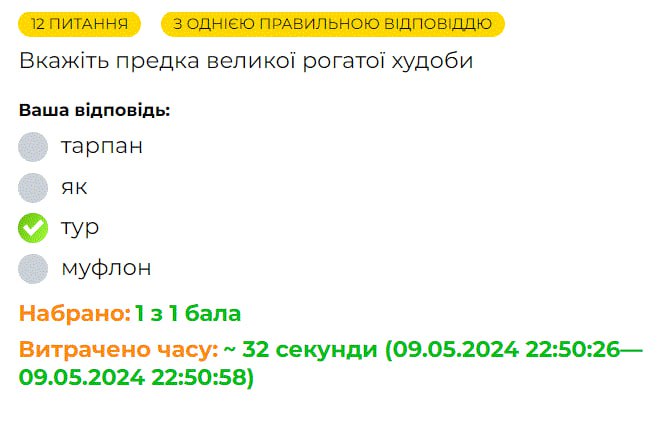 12 ПИТАННЯ З ОДНІЄЮ ПРАВИЛЬНОЮ ВІДПОВІДДЮ
Вкажіть предка великої рогатої худоби
Ваша відповідь:
тарпан
як
тур
муфлон
Набрано: 1 з 1 бала
Витрачено часу: ~ 32 секунди (09.05.2024 22:50:26—
09.05.2024 22:50:58)